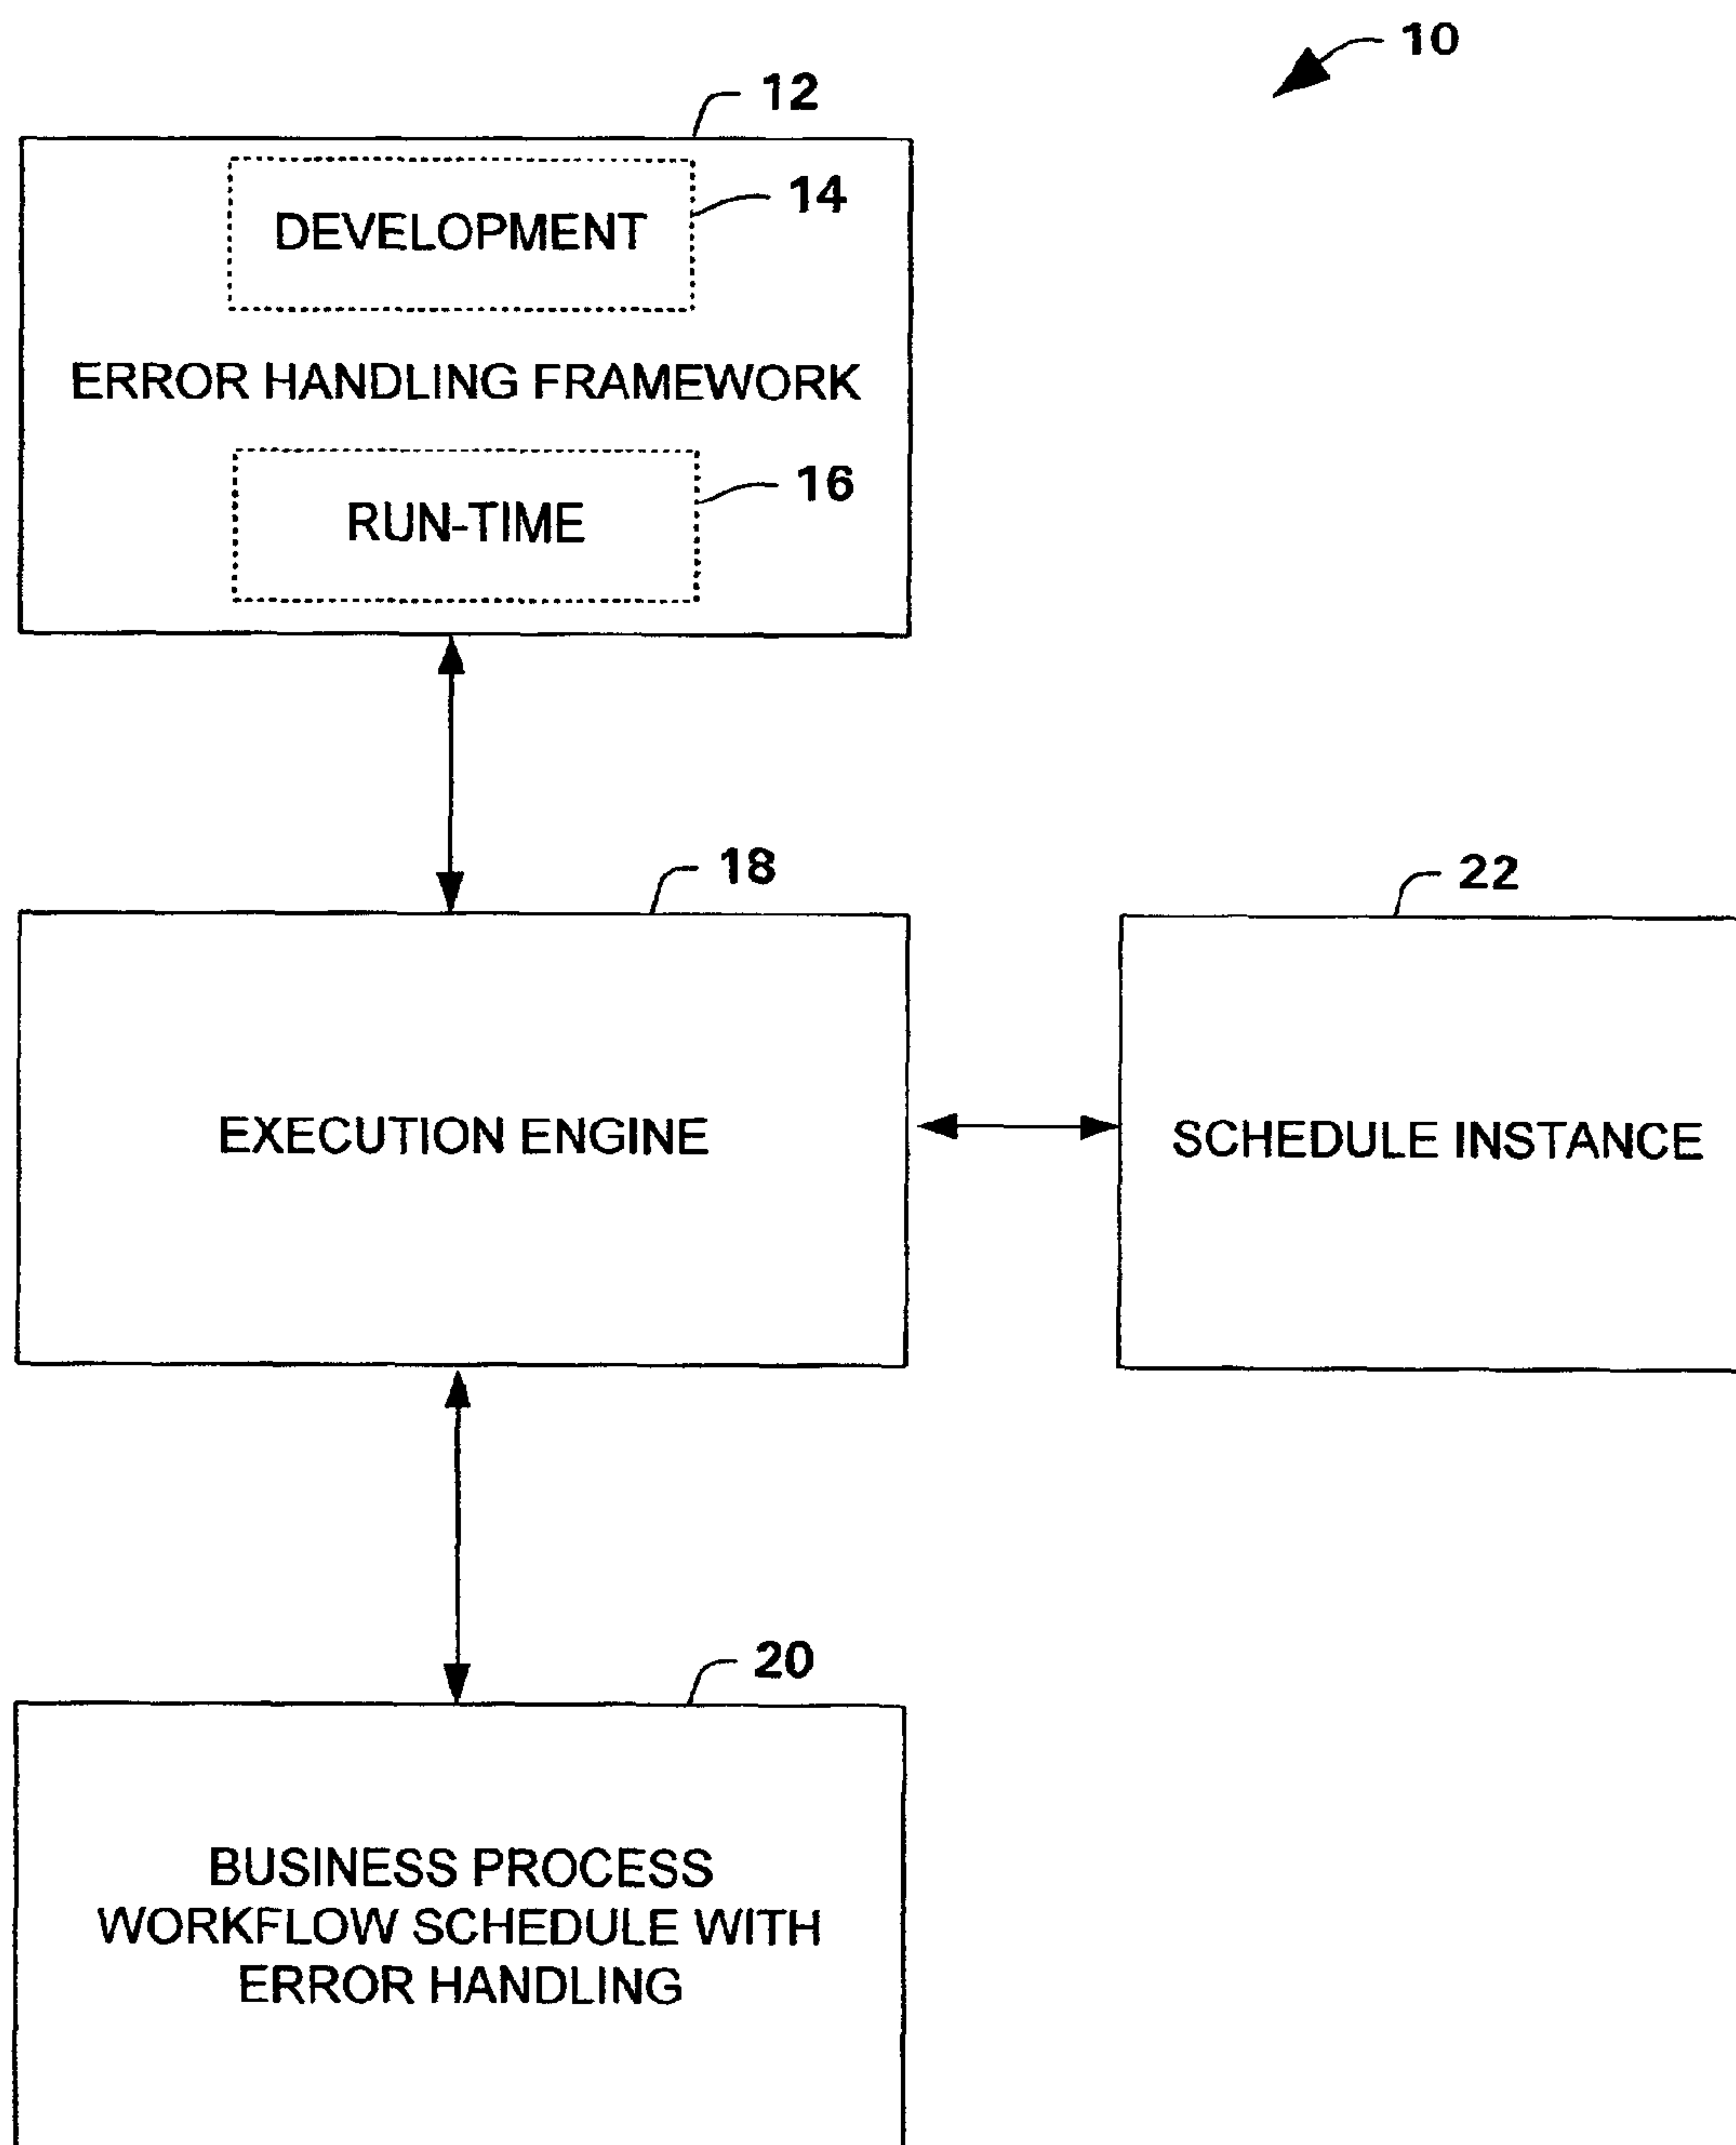 10
12
14
DEVELOPMENT
ERROR HANDLING FRAMEWORK
16
RUN-TIME
18
22
EXECUTION ENGINE
SCHEDULE INSTANCE
20
BUSINESS PROCESS
WORKFLOW SCHEDULE WITH
ERROR HANDLING